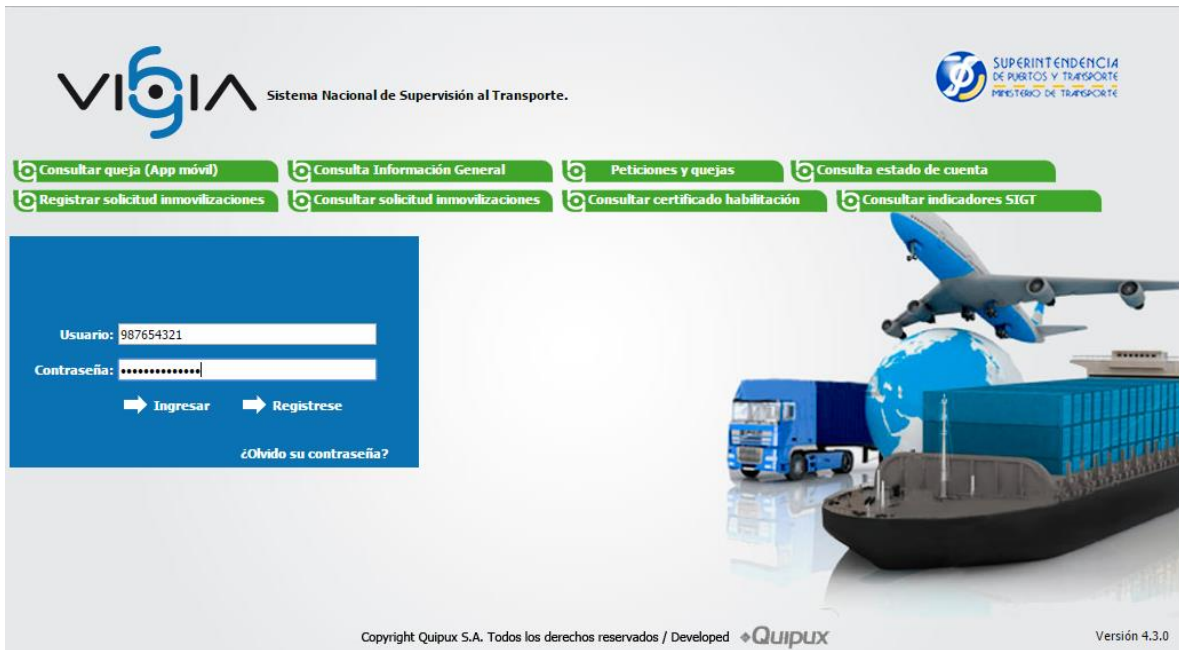 VIGIA
Sistema Nacional de Supervisión al Transporte.
SUPERINTENDENCIA
DE PUERTOS Y TRANSPORTE
MINISTERIO DE TRANSPORTE
Consultar queja (App móvil)
Consulta Información General
Peticiones y quejas
Consulta estado de cuenta
Registrar solicitud inmovilizaciones
Consultar solicitud inmovilizaciones
Consultar certificado habilitación
Consultar indicadores SIGT
Usuario: 987654321
Contraseña: ••••••••••••••
Ingresar
Registrese
¿Olvido su contraseña?
Copyright Quipux S.A. Todos los derechos reservados / Developed Quipux
Versión 4.3.0